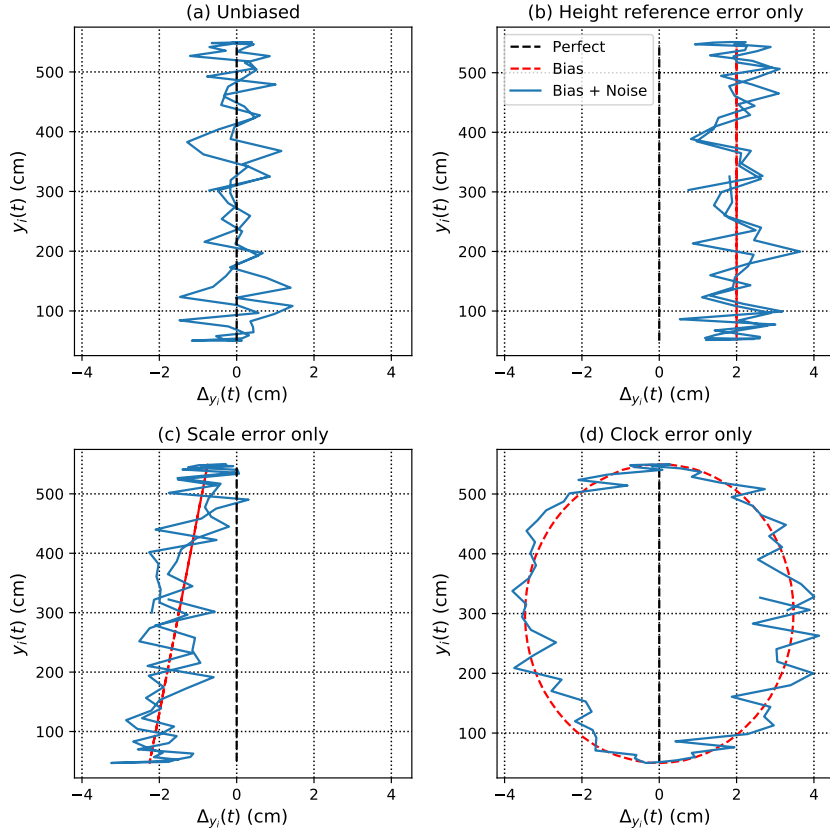 (a) Unbiased
500
400
300
200
100
−4 −2 0 2 4
Δyᵢ(t) (cm)
yᵢ(t) (cm)
(b) Height reference error only
Perfect
Bias
Bias + Noise
500
400
300
200
100
−4 −2 0 2 4
Δyᵢ(t) (cm)
yᵢ(t) (cm)
(c) Scale error only
500
400
300
200
100
−4 −2 0 2 4
Δyᵢ(t) (cm)
yᵢ(t) (cm)
(d) Clock error only
500
400
300
200
100
−4 −2 0 2 4
Δyᵢ(t) (cm)
yᵢ(t) (cm)